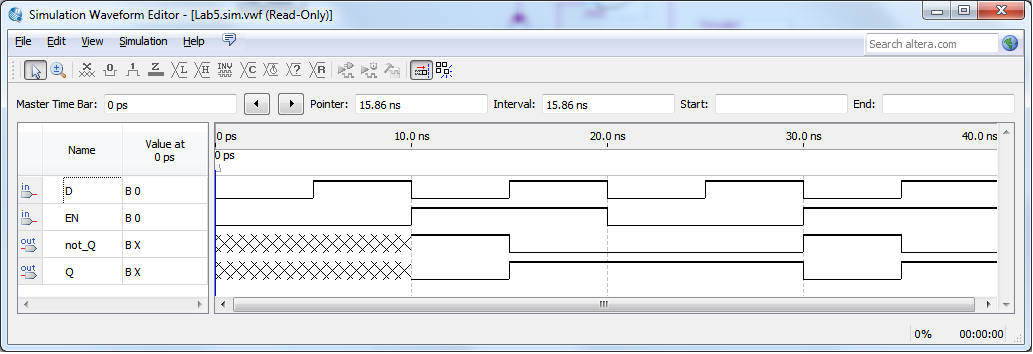 Simulation Waveform Editor - [Lab5.sim.vwf (Read-Only)]
File Edit View Simulation Help Search altera.com
Master Time Bar: 0 ps Pointer: 15.86 ns Interval: 15.86 ns Start: End:
Name Value at 0 ps
0 ps 10.0 ns 20.0 ns 30.0 ns 40.0 ns
0 ps
in D B 0
in EN B 0
out not_Q B X
out Q B X
0% 00:00:00